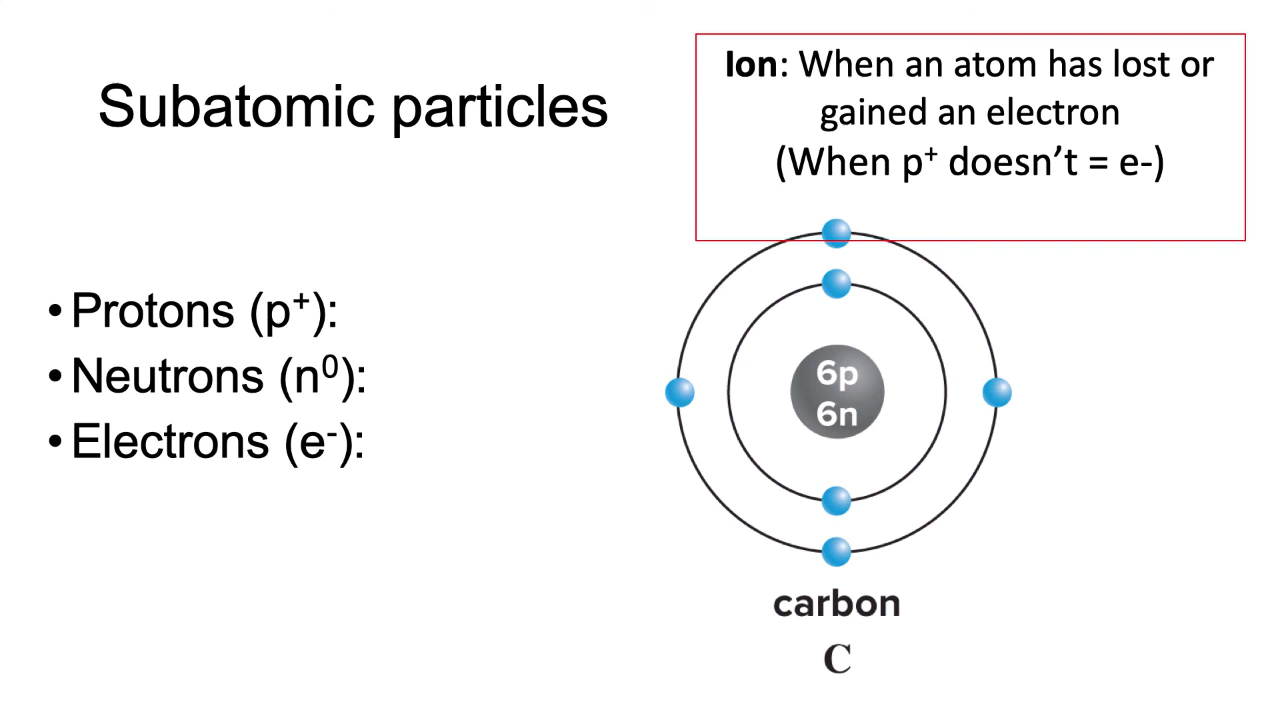 Subatomic particles
Ion: When an atom has lost or
gained an electron
(When p⁺ doesn’t = e-)
• Protons (p⁺):
• Neutrons (n⁰):
• Electrons (e⁻):
6p
6n
carbon
C